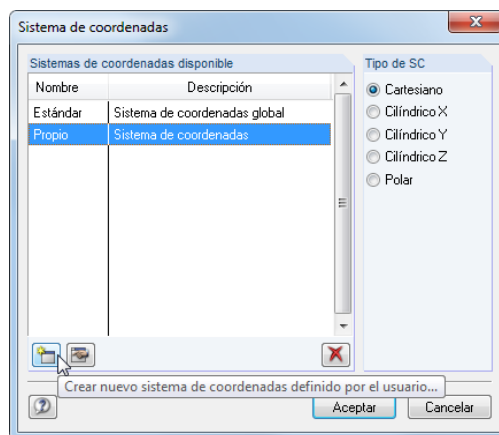 Sistema de coordenadas
Sistemas de coordenadas disponible
Nombre Descripción
Estándar Sistema de coordenadas global
Propio Sistema de coordenadas
Tipo de SC
Cartesiano
Cilíndrico X
Cilíndrico Y
Cilíndrico Z
Polar
Crear nuevo sistema de coordenadas definido por el usuario...
Aceptar Cancelar